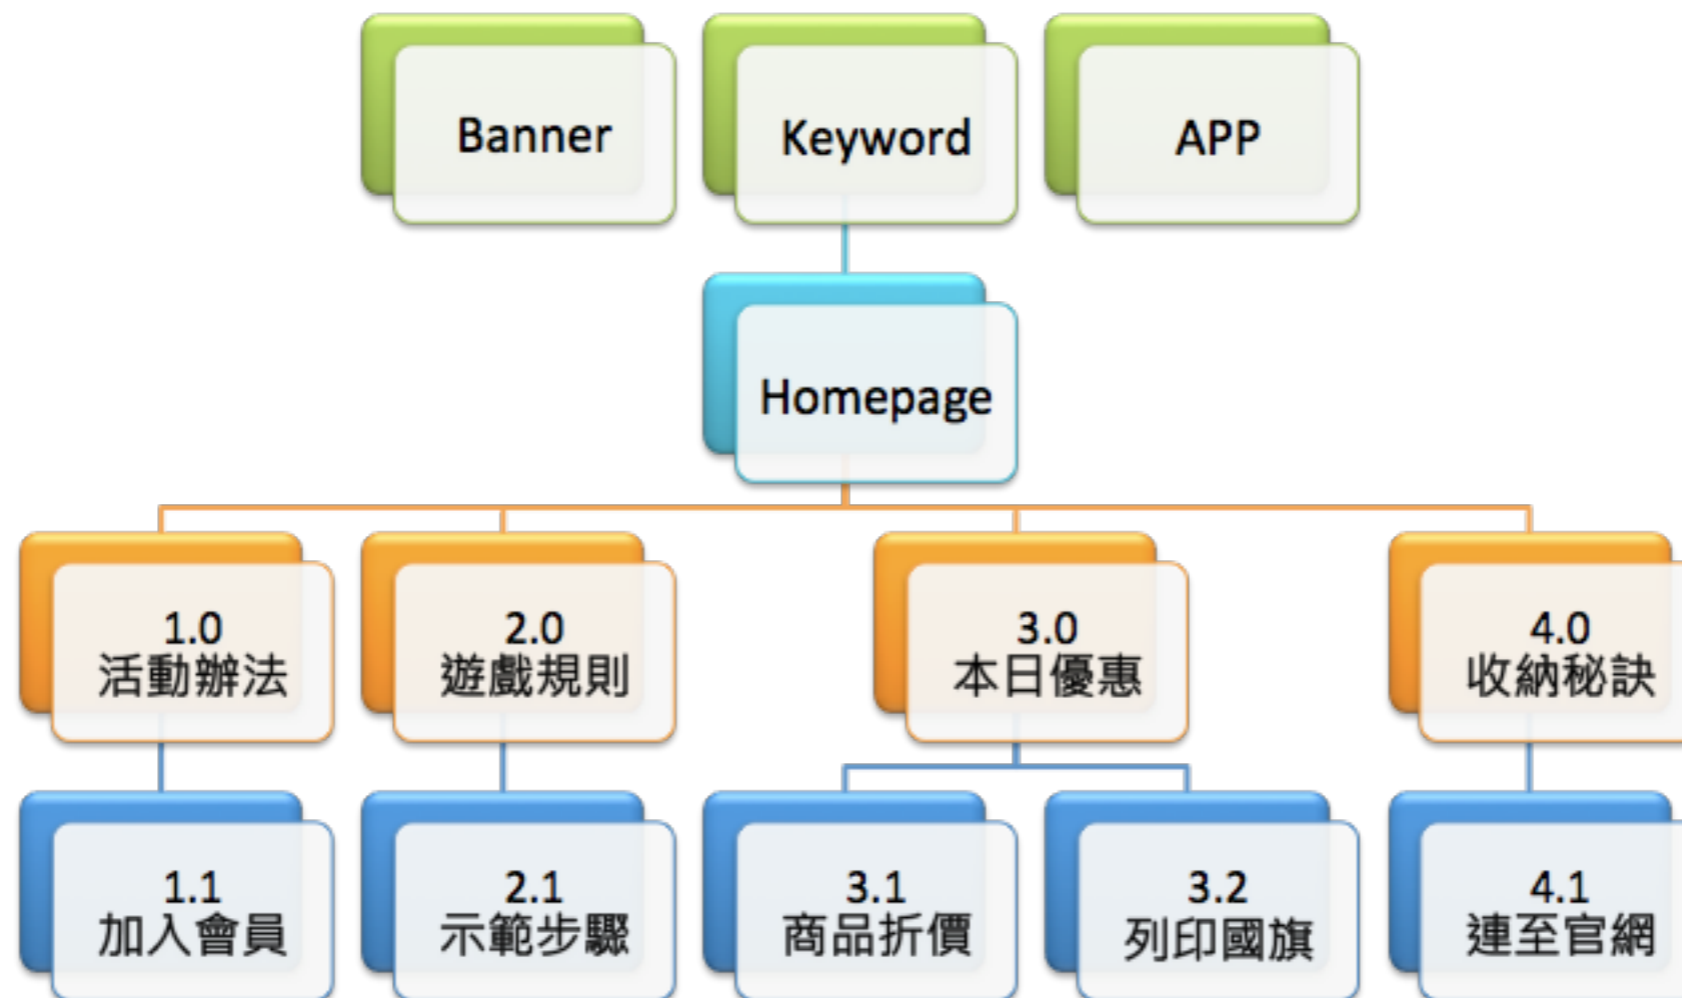 Banner
Keyword
APP
Homepage
1.0
活動辦法
2.0
遊戲規則
3.0
本日優惠
4.0
收納秘訣
1.1
加入會員
2.1
示範步驟
3.1
商品折價
3.2
列印國旗
4.1
連至官網